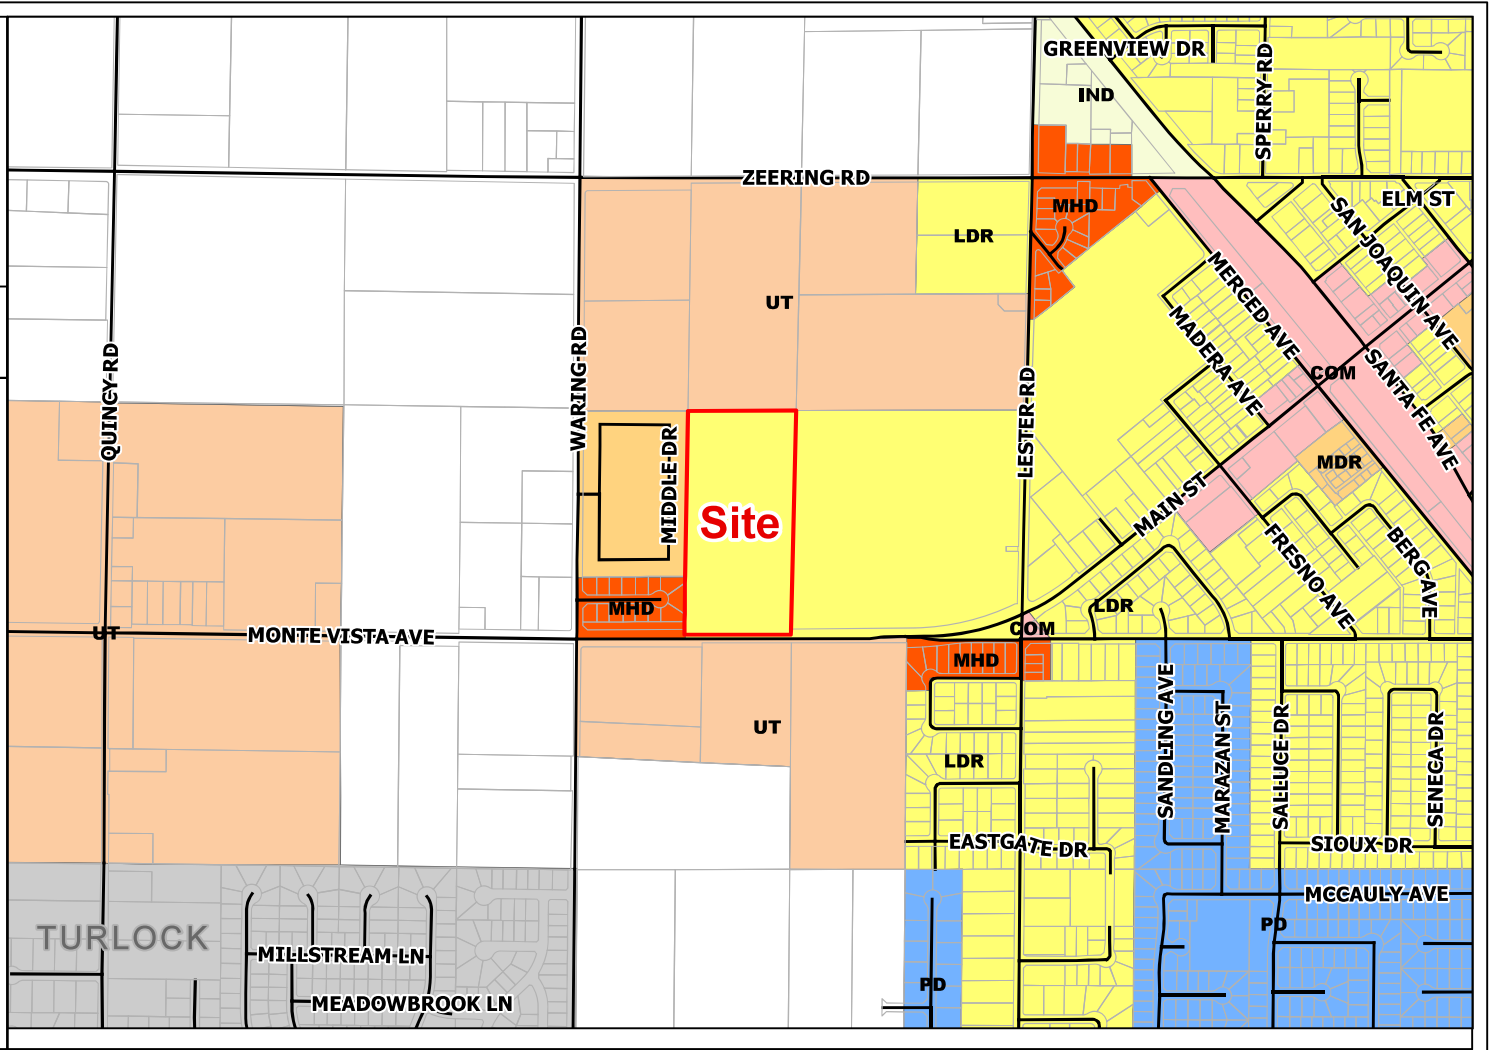 GREENVIEW DR
SPERRY RD
IND
ZEERING RD
MHD
ELM ST
LDR
SAN JOAQUIN AVE
UT
MERCED AVE
MADERA AVE
QUINCY RD
WARING RD
LESTER RD
COM
SANTA FE AVE
MIDDLE DR
MDR
Site
MAIN ST
FRESNO AVE
BERG AVE
MHD
LDR
UT
MONTE VISTA AVE
COM
MHD
UT
LDR
SANDLING AVE
MARAZAN ST
SALLUCE DR
SENECA DR
EASTGATE DR
SIOUX DR
MCCAULY AVE
TURLOCK
PD
MILLSTREAM LN
PD
MEADOWBROOK LN